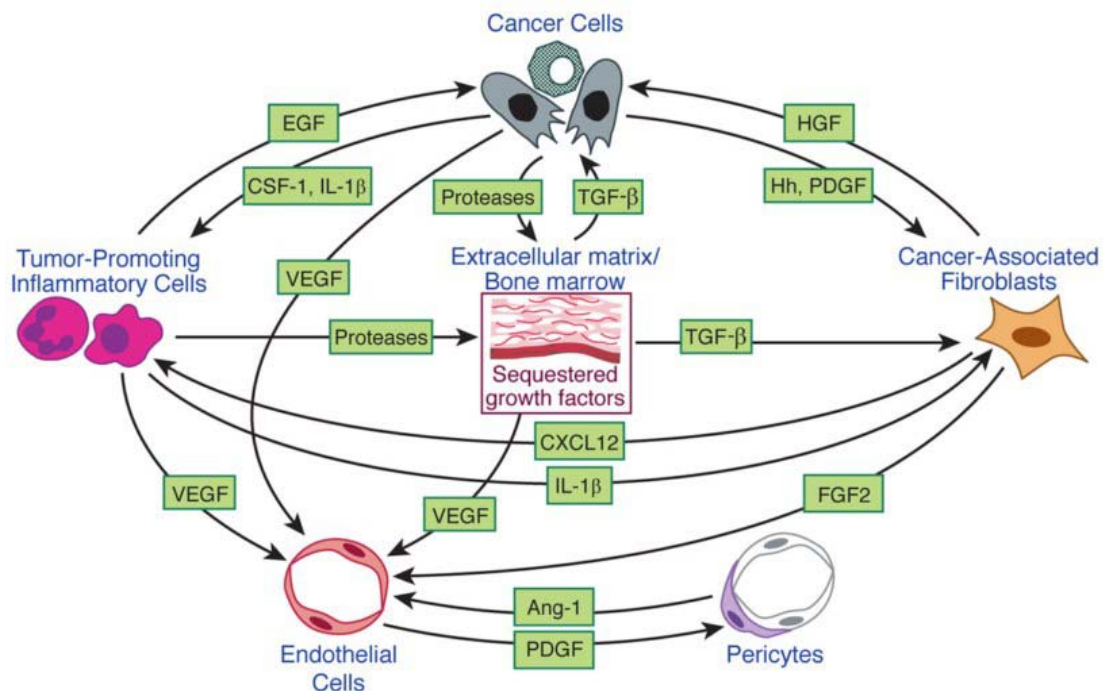 Cancer Cells
EGF
HGF
CSF-1, IL-1β
Proteases
TGF-β
Hh, PDGF
Tumor-Promoting
Inflammatory Cells
VEGF
Extracellular matrix/
Bone marrow
Cancer-Associated
Fibroblasts
Proteases
TGF-β
Sequestered
growth factors
CXCL12
IL-1β
VEGF
VEGF
FGF2
Ang-1
PDGF
Endothelial
Cells
Pericytes